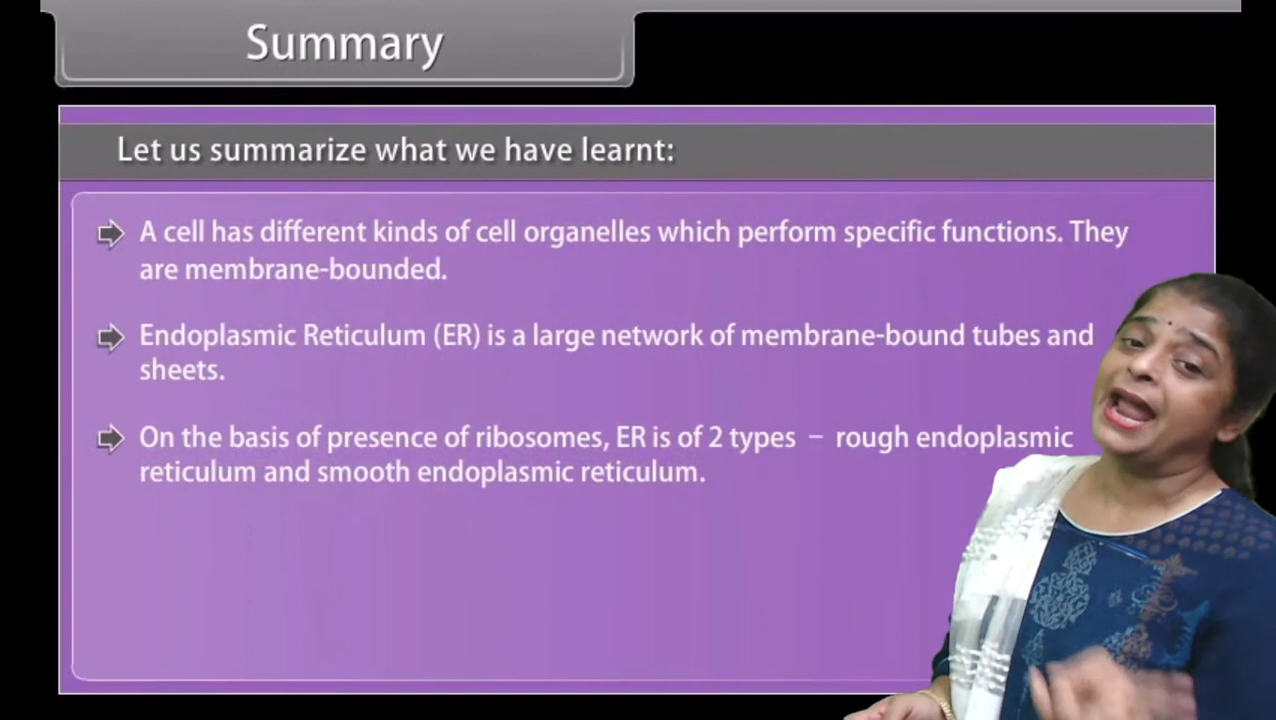 Summary
Let us summarize what we have learnt:
A cell has different kinds of cell organelles which perform specific functions. They
are membrane-bounded.
Endoplasmic Reticulum (ER) is a large network of membrane-bound tubes and
sheets.
On the basis of presence of ribosomes, ER is of 2 types – rough endoplasmic
reticulum and smooth endoplasmic reticulum.